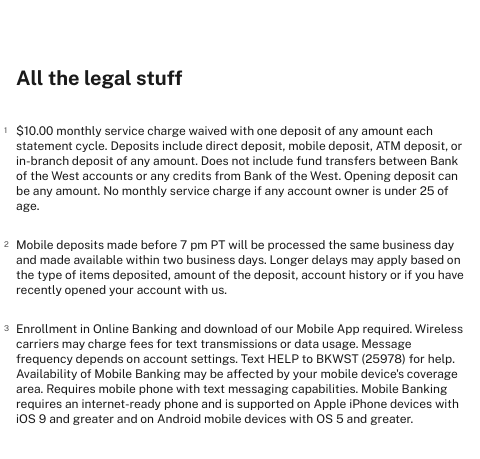 All the legal stuff
1 $10.00 monthly service charge waived with one deposit of any amount each
statement cycle. Deposits include direct deposit, mobile deposit, ATM deposit, or
in-branch deposit of any amount. Does not include fund transfers between Bank
of the West accounts or any credits from Bank of the West. Opening deposit can
be any amount. No monthly service charge if any account owner is under 25 of
age.
2 Mobile deposits made before 7 pm PT will be processed the same business day
and made available within two business days. Longer delays may apply based on
the type of items deposited, amount of the deposit, account history or if you have
recently opened your account with us.
3 Enrollment in Online Banking and download of our Mobile App required. Wireless
carriers may charge fees for text transmissions or data usage. Message
frequency depends on account settings. Text HELP to BKWST (25978) for help.
Availability of Mobile Banking may be affected by your mobile device's coverage
area. Requires mobile phone with text messaging capabilities. Mobile Banking
requires an internet-ready phone and is supported on Apple iPhone devices with
iOS 9 and greater and on Android mobile devices with OS 5 and greater.